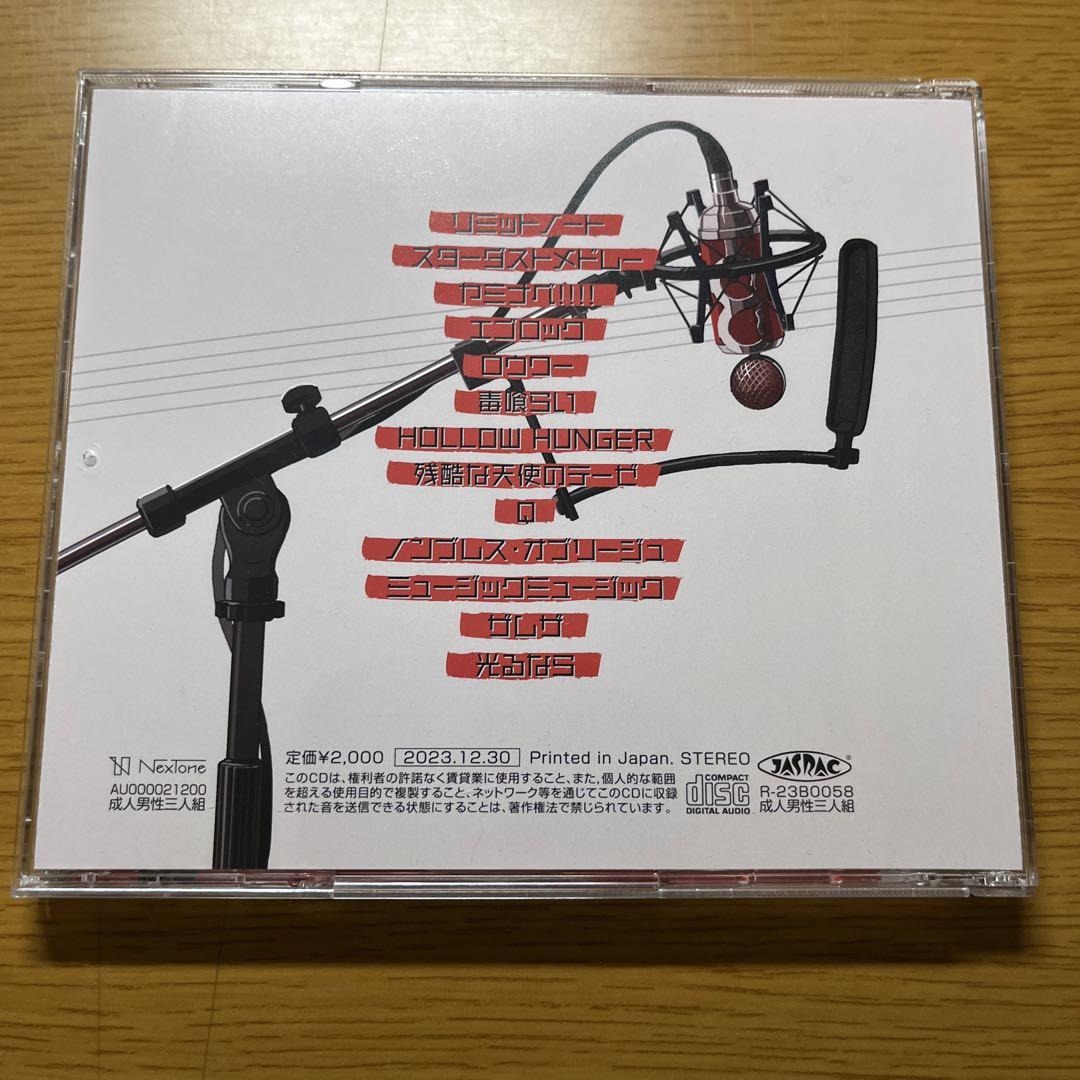 リミットノート
スターダストメドレー
ヤミナベ!!!!
エゴロック
ロウワー
毒喰らい
HOLLOW HUNGER
残酷な天使のテーゼ
Q
ノンブレス・オブリージュ
ミュージックミュージック
ガレガ
光るなら
NexTone
AU000021200
成人男性三人組
定価¥2,000 2023.12.30 Printed in Japan. STEREO
このCDは、権利者の許諾なく賃貸業に使用すること、また、個人的な範囲
を超える使用目的で複製すること、ネットワーク等を通じてこのCDに収録
された音を送信できる状態にすることは、著作権法で禁じられています。
COMPACT
disc
DIGITAL AUDIO
JASRAC
R-23B0058
成人男性三人組